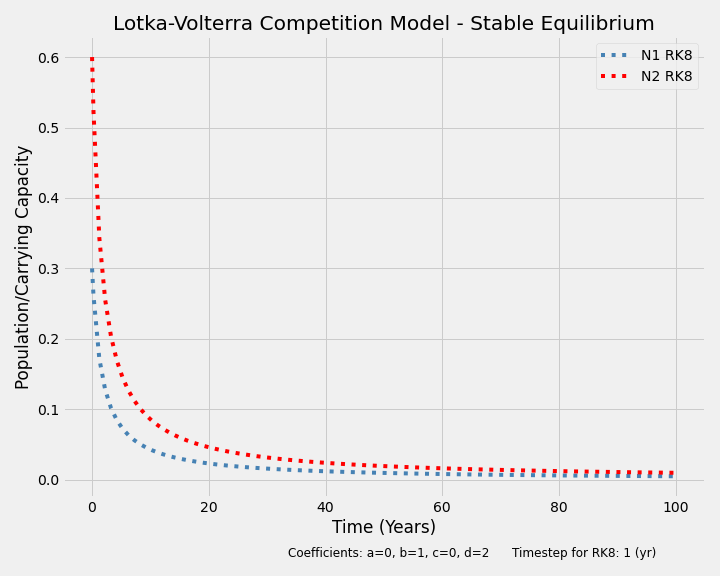 Lotka-Volterra Competition Model - Stable Equilibrium
N1 RK8
N2 RK8
Population/Carrying Capacity
0.6
0.5
0.4
0.3
0.2
0.1
0.0
0 20 40 60 80 100
Time (Years)
Coefficients: a=0, b=1, c=0, d=2 Timestep for RK8: 1 (yr)